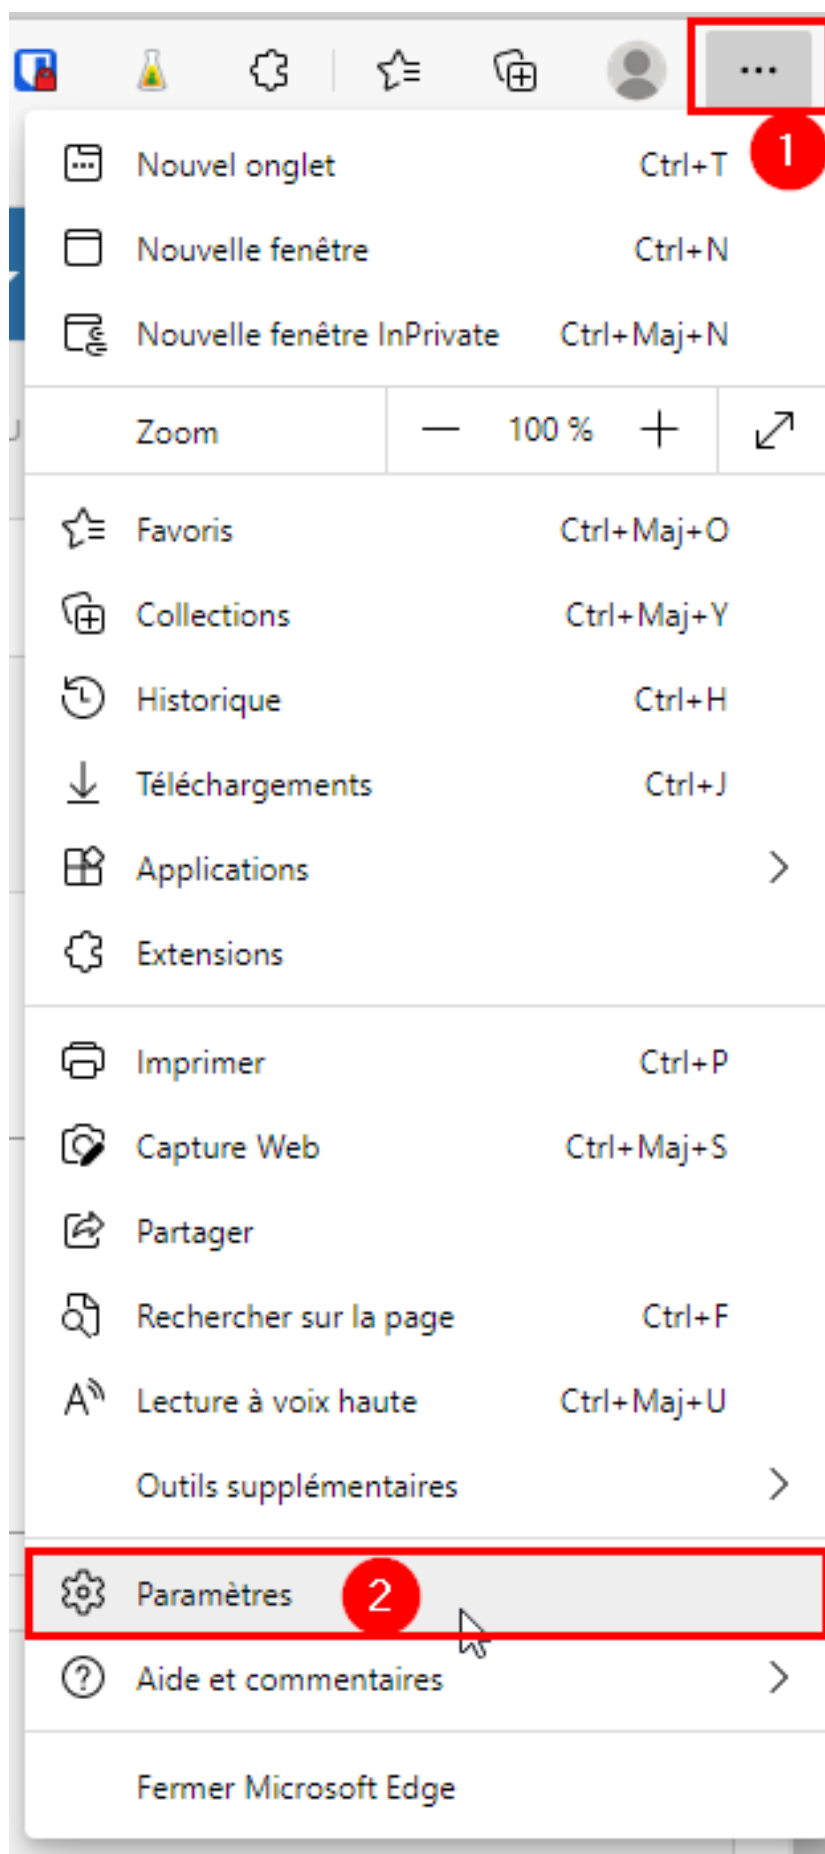 1
Nouvel onglet Ctrl+T
Nouvelle fenêtre Ctrl+N
Nouvelle fenêtre InPrivate Ctrl+Maj+N
Zoom — 100 % +
Favoris Ctrl+Maj+O
Collections Ctrl+Maj+Y
Historique Ctrl+H
Téléchargements Ctrl+J
Applications
Extensions
Imprimer Ctrl+P
Capture Web Ctrl+Maj+S
Partager
Rechercher sur la page Ctrl+F
Lecture à voix haute Ctrl+Maj+U
Outils supplémentaires
Paramètres 2
Aide et commentaires
Fermer Microsoft Edge